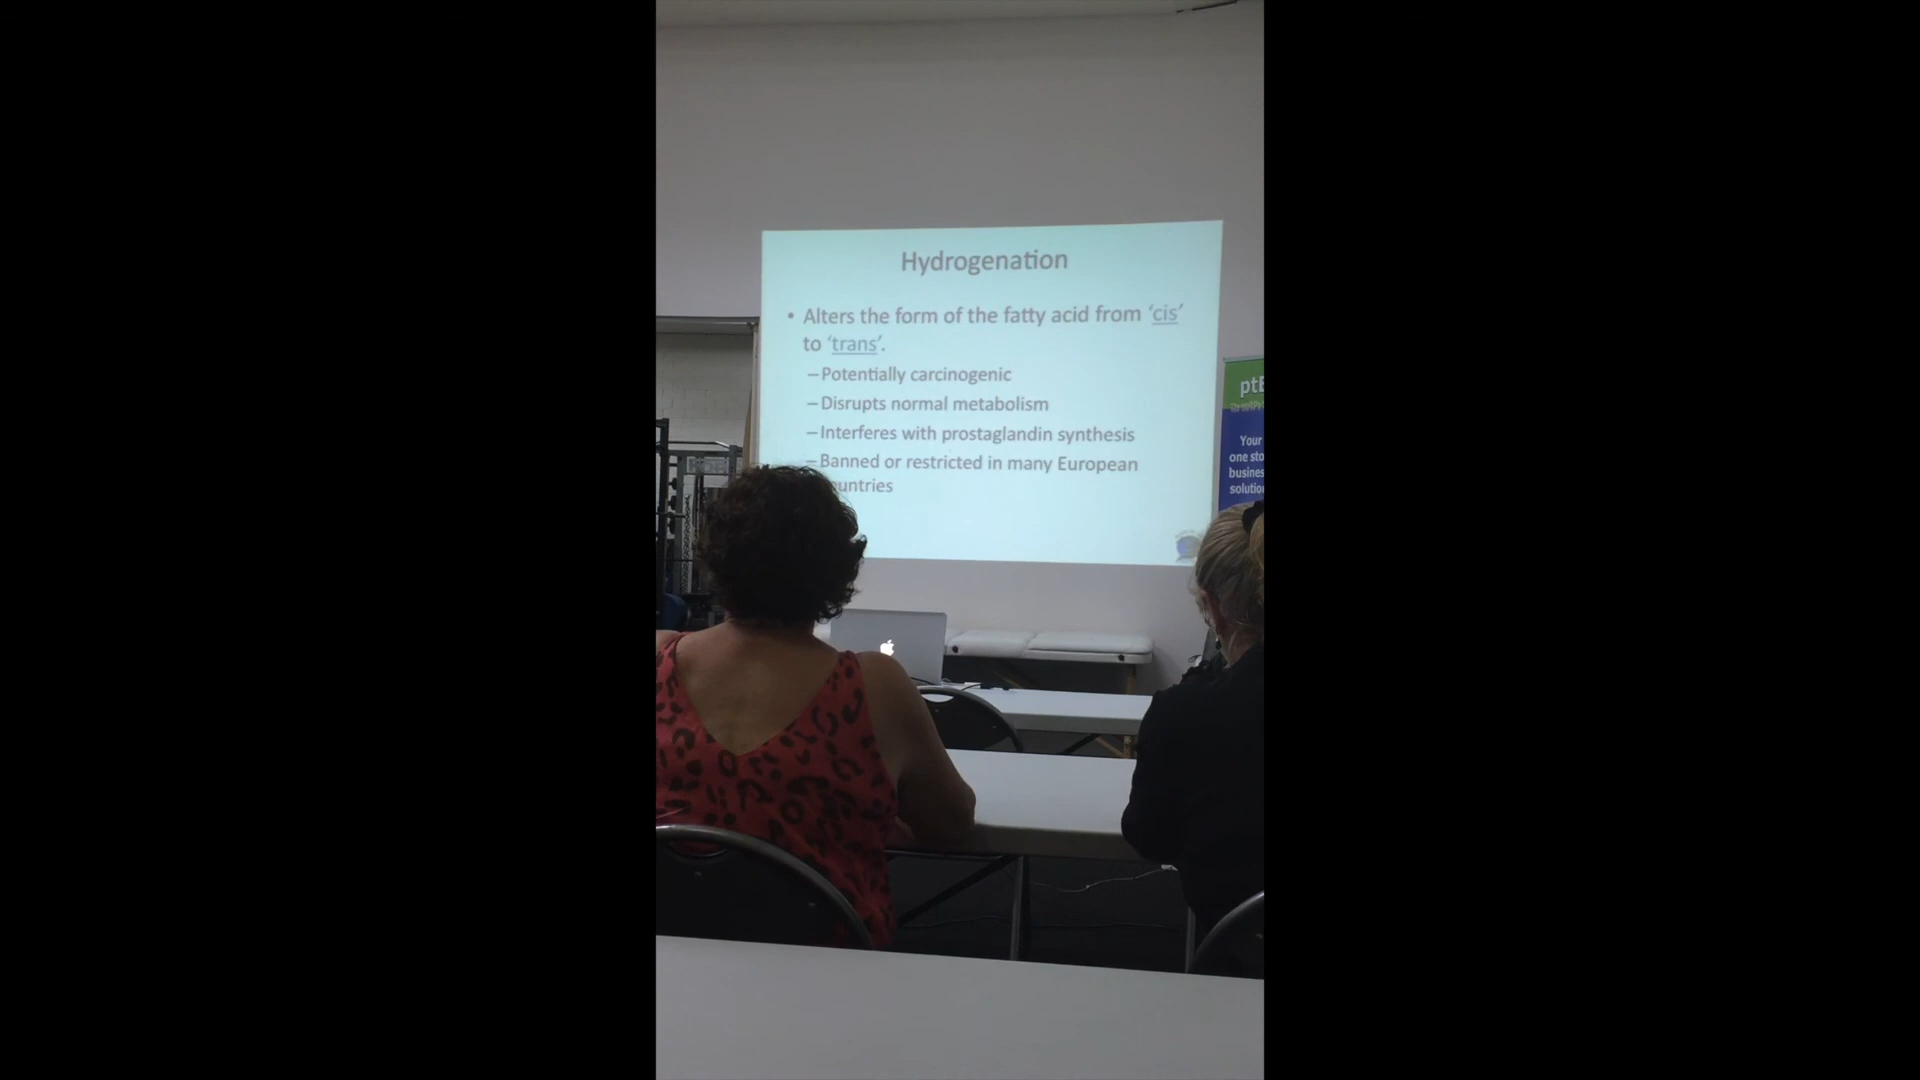 Hydrogenation
• Alters the form of the fatty acid from ‘cis’
to ‘trans’.
–Potentially carcinogenic
–Disrupts normal metabolism
–Interferes with prostaglandin synthesis
–Banned or restricted in many European
untries
ptE
Your
one sto
busines
solutio